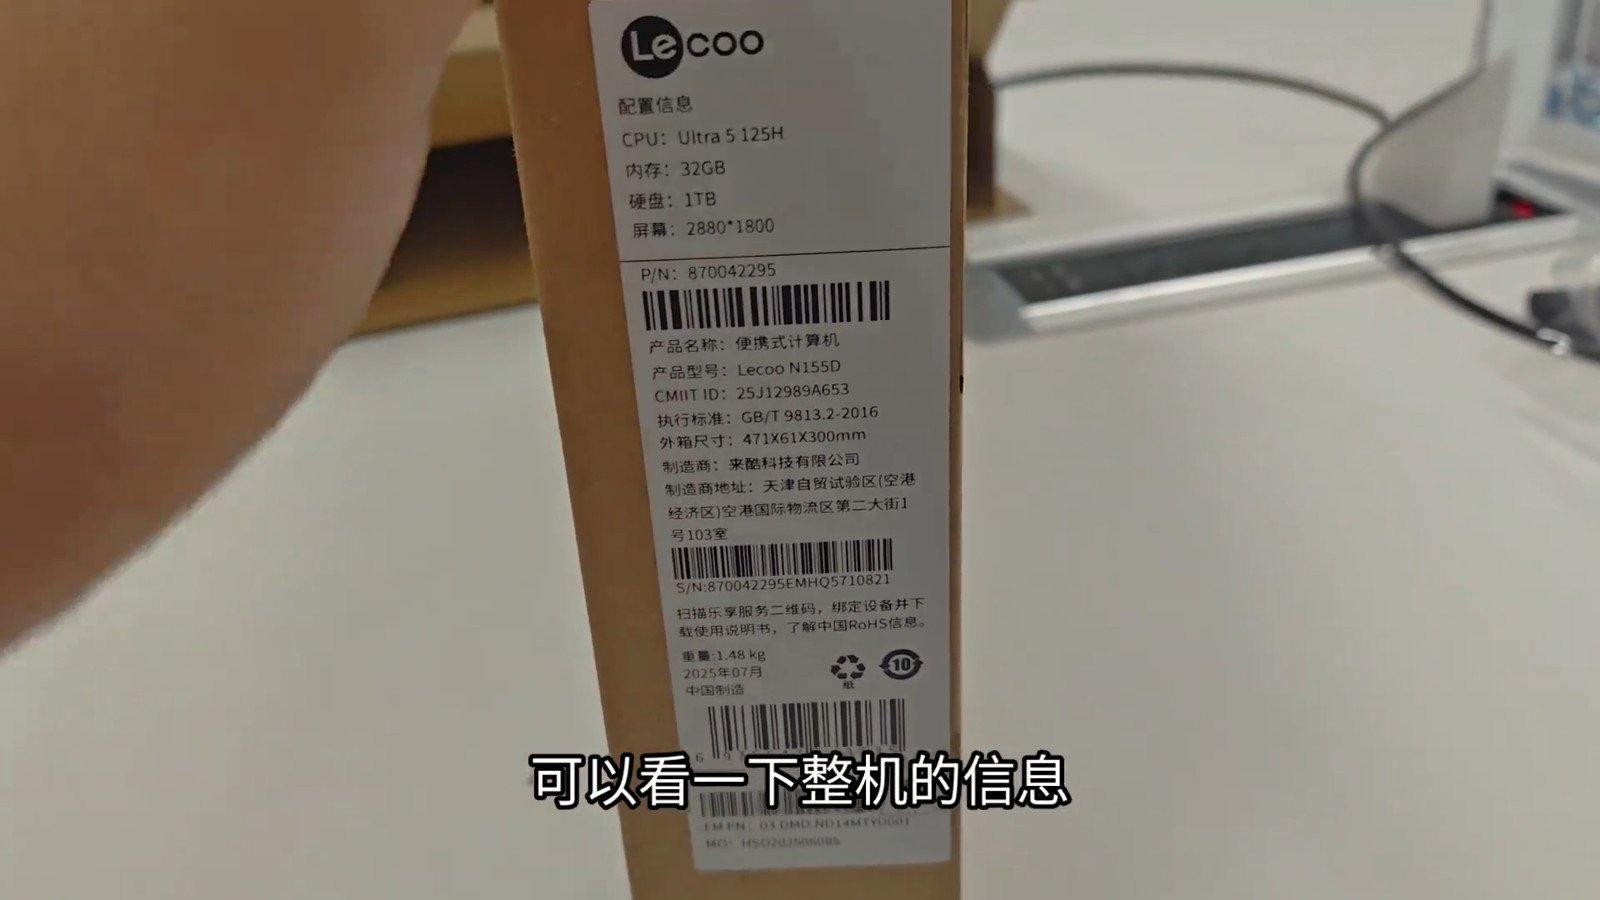 Lecoo
配置信息
CPU：Ultra 5 125H
内存：32GB
硬盘：1TB
屏幕：2880*1800
P/N：870042295
产品名称：便携式计算机
产品型号：Lecoo N155D
CMIIT ID：25J12989A653
执行标准：GB/T 9813.2-2016
外箱尺寸：471X61X300mm
制造商：来酷科技有限公司
制造商地址：天津自贸试验区(空港
经济区)空港国际物流区第二大街1
号103室
S/N:870042295EMHQ5710821
扫描乐享服务二维码，绑定设备并下
载使用说明书，了解中国RoHS信息。
重量:1.48 kg
2025年07月
中国制造
纸
10
可以看一下整机的信息
EM PN：
MO：